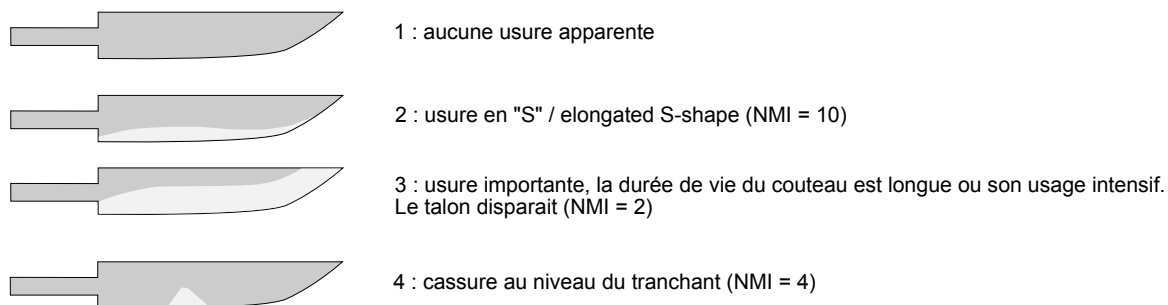 1 : aucune usure apparente
2 : usure en "S" / elongated S-shape (NMI = 10)
3 : usure importante, la durée de vie du couteau est longue ou son usage intensif.
Le talon disparait (NMI = 2)
4 : cassure au niveau du tranchant (NMI = 4)